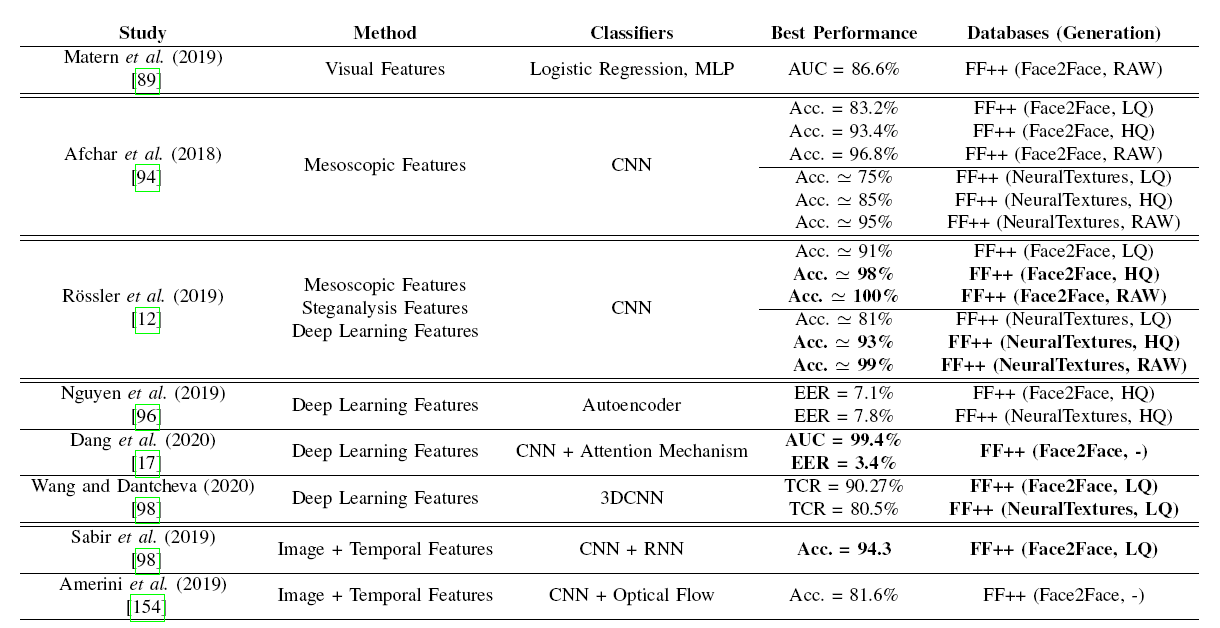 Study Method Classifiers Best Performance Databases (Generation)
Matern et al. (2019)
[89] Visual Features Logistic Regression, MLP AUC = 86.6% FF++ (Face2Face, RAW)
Afchar et al. (2018)
[94] Mesoscopic Features CNN
Acc. = 83.2% FF++ (Face2Face, LQ)
Acc. = 93.4% FF++ (Face2Face, HQ)
Acc. = 96.8% FF++ (Face2Face, RAW)
Acc. ≃ 75% FF++ (NeuralTextures, LQ)
Acc. ≃ 85% FF++ (NeuralTextures, HQ)
Acc. ≃ 95% FF++ (NeuralTextures, RAW)
Rössler et al. (2019)
[12]
Mesoscopic Features
Steganalysis Features
Deep Learning Features
CNN
Acc. ≃ 91% FF++ (Face2Face, LQ)
Acc. ≃ 98% FF++ (Face2Face, HQ)
Acc. ≃ 100% FF++ (Face2Face, RAW)
Acc. ≃ 81% FF++ (NeuralTextures, LQ)
Acc. ≃ 93% FF++ (NeuralTextures, HQ)
Acc. ≃ 99% FF++ (NeuralTextures, RAW)
Nguyen et al. (2019)
[96] Deep Learning Features Autoencoder
EER = 7.1% FF++ (Face2Face, HQ)
EER = 7.8% FF++ (NeuralTextures, HQ)
Dang et al. (2020)
[17] Deep Learning Features CNN + Attention Mechanism
AUC = 99.4%
EER = 3.4%
FF++ (Face2Face, -)
Wang and Dantcheva (2020)
[98] Deep Learning Features 3DCNN
TCR = 90.27% FF++ (Face2Face, LQ)
TCR = 80.5% FF++ (NeuralTextures, LQ)
Sabir et al. (2019)
[98] Image + Temporal Features CNN + RNN Acc. = 94.3 FF++ (Face2Face, LQ)
Amerini et al. (2019)
[154] Image + Temporal Features CNN + Optical Flow Acc. = 81.6% FF++ (Face2Face, -)